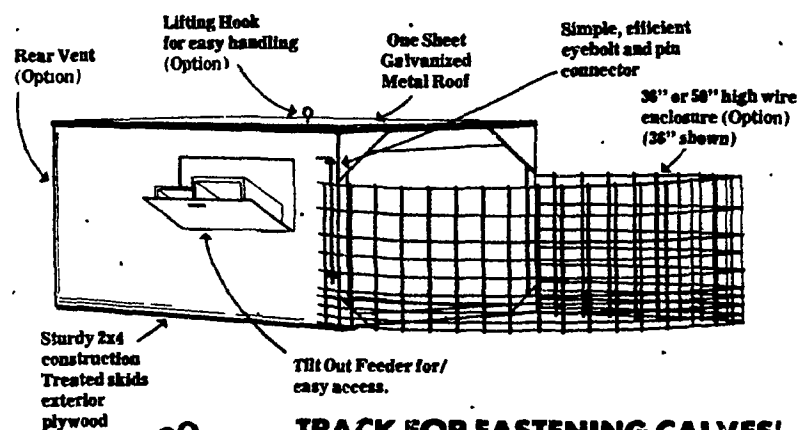 Lifting Hook
for easy handling
(Option)
Rear Vent
(Option)
One Sheet
Galvanized
Metal Roof
Simple, efficient
eyebolt and pin
connector
36" or 50" high wire
enclosure (Option)
(36" shown)
Sturdy 2x4
construction
Treated skids
exterior
plywood
Tilt Out Feeder for/
easy access.
TRACK FOR FASTENING CALVES!